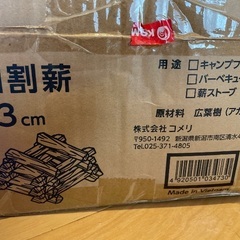 割薪
3cm
用途
□キャンプフ
□バーベキュー
□薪ストーブ
原材料 広葉樹(アカ
株式会社 コメリ
〒950-1492 新潟県新潟市南区清水4
Tel.025-371-4805
4920501034730
Made in Vietnam